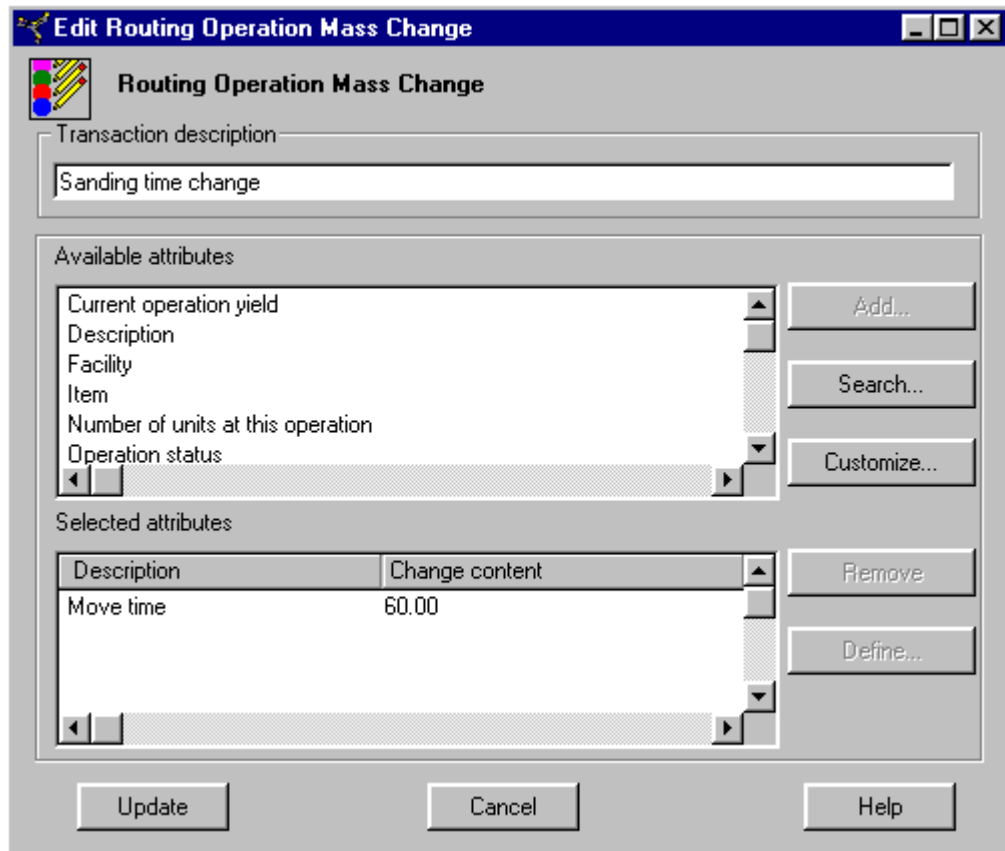 Edit Routing Operation Mass Change
Routing Operation Mass Change
Transaction description
Sanding time change
Available attributes
Current operation yield
Description
Facility
Item
Number of units at this operation
Operation status
Add...
Search...
Customize...
Selected attributes
Description Change content
Move time 60.00
Remove
Define...
Update Cancel Help